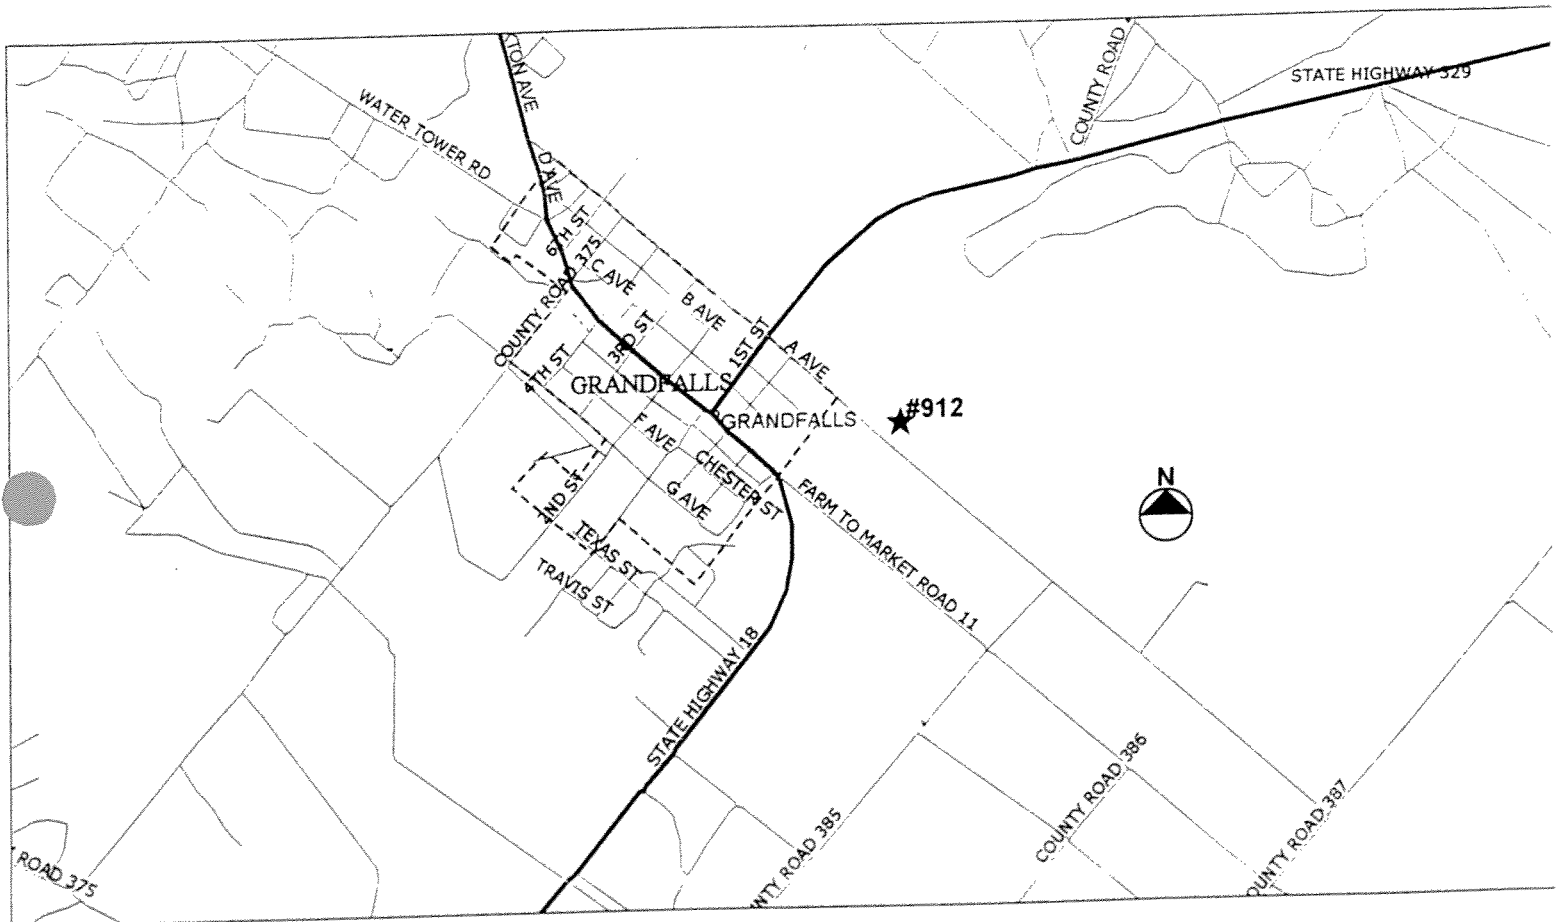 STATE HIGHWAY 329
COUNTY ROAD
XTON AVE
WATER TOWER RD
D AVE
6TH ST
COUNTY ROAD 375
C AVE
B AVE
3RD ST
1ST ST
A AVE
4TH ST
GRANDFALLS
GRANDFALLS
#912
F AVE
CHESTER ST
G AVE
N
2ND ST
FARM TO MARKET ROAD 11
TEXAS ST
TRAVIS ST
STATE HIGHWAY 18
COUNTY ROAD 386
COUNTY ROAD 387
NTY ROAD 385
ROAD 375